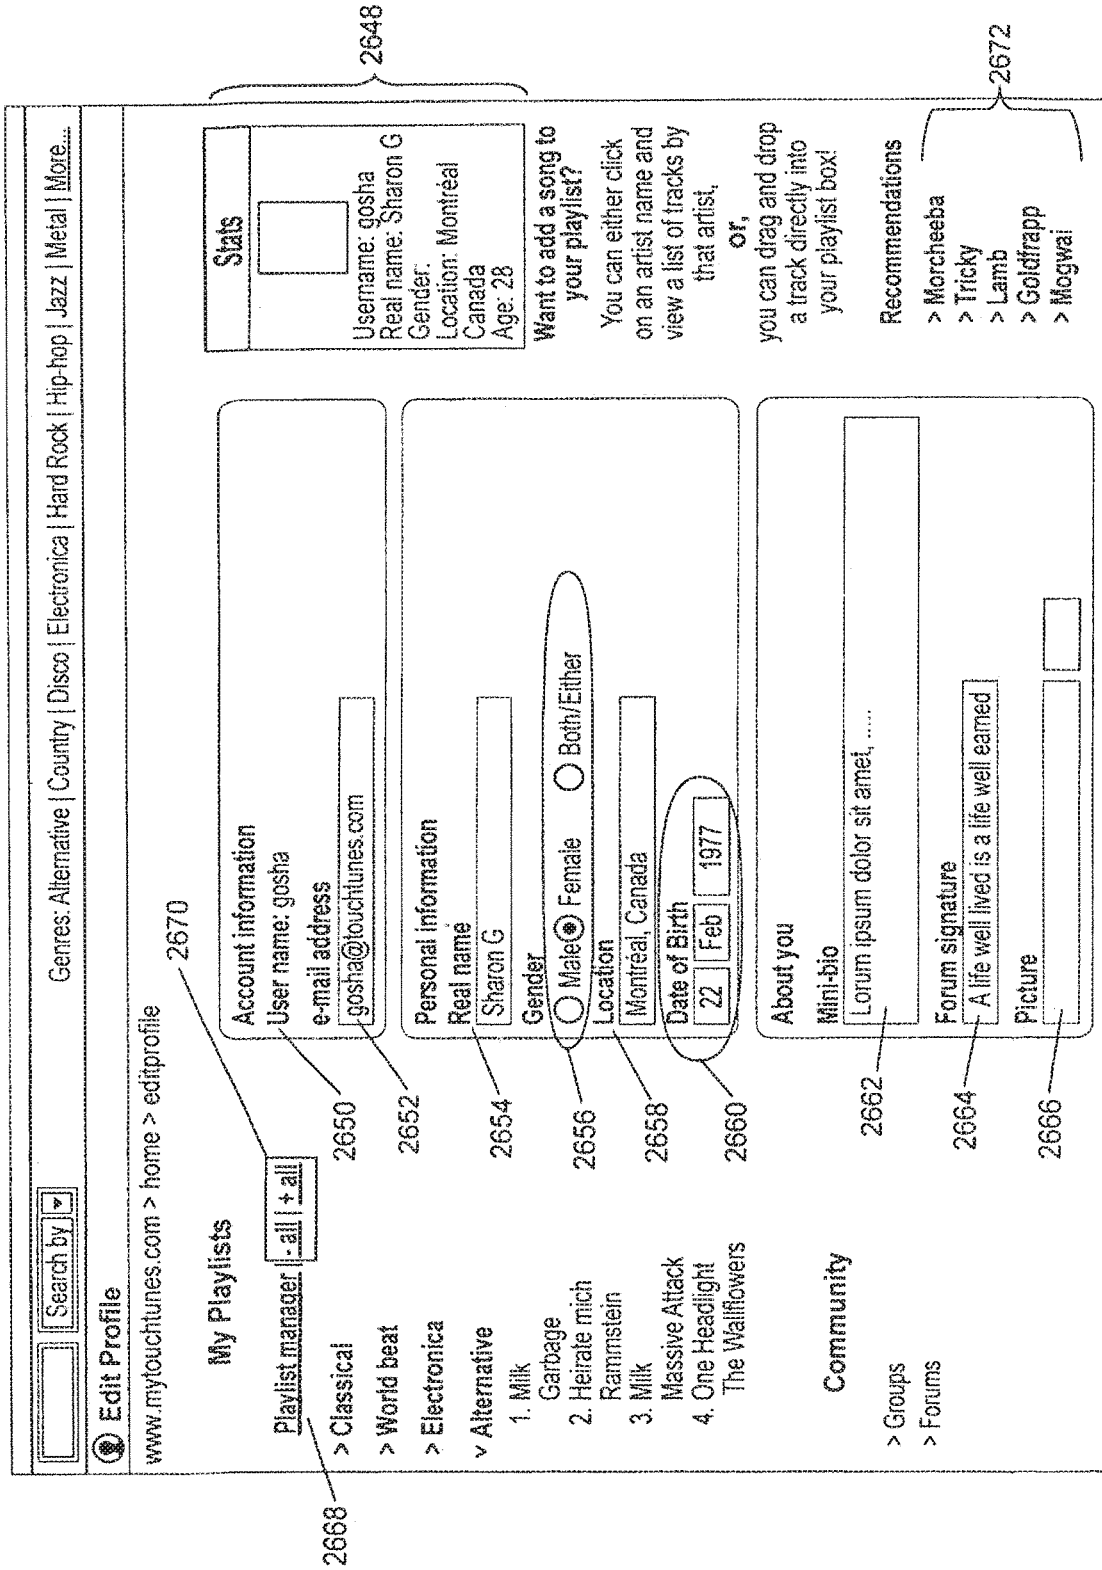 Search by
Genres: Alternative | Country | Disco | Electronica | Hard Rock | Hip-hop | Jazz | Metal | More...
Edit Profile
www.mytouchtunes.com > home > editprofile
2670
My Playlists
Playlist manager | - all | + all
2668
> Classical
> World beat
> Electronica
v Alternative
1. Milk
Garbage
2. Heirate mich
Rammstein
3. Milk
Massive Attack
4. One Headlight
The Wallflowers
Community
> Groups
> Forums
Account information
User name: gosha
2650
e-mail address
gosha@touchtunes.com
2652
Personal information
Real name
Sharon G
2654
Gender
Male Female Both/Either
2656
Location
Montréal, Canada
2658
Date of Birth
22 Feb 1977
2660
About you
Mini-bio
Lorum ipsum dolor sit amet, .....
2662
Forum signature
A life well lived is a life well earned
2664
Picture
2666
Stats
Username: gosha
Real name: Sharon G
Gender:
Location: Montréal
Canada
Age: 28
2648
Want to add a song to
your playlist?
You can either click
on an artist name and
view a list of tracks by
that artist,
or,
you can drag and drop
a track directly into
your playlist box!
Recommendations
> Morcheeba
> Tricky
> Lamb
> Goldfrapp
> Mogwai
2672